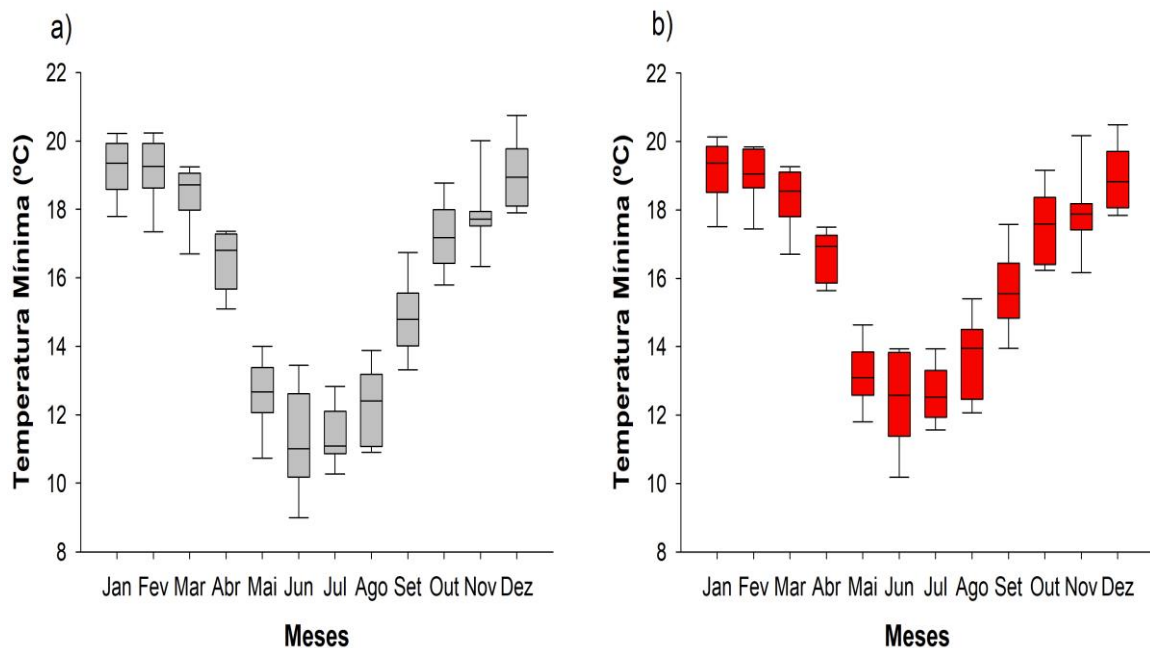 a)
Temperatura Mínima (ºC)
22
20
18
16
14
12
10
8
Jan Fev Mar Abr Mai Jun Jul Ago Set Out Nov Dez
Meses
b)
Temperatura Mínima (ºC)
22
20
18
16
14
12
10
8
Jan Fev Mar Abr Mai Jun Jul Ago Set Out Nov Dez
Meses